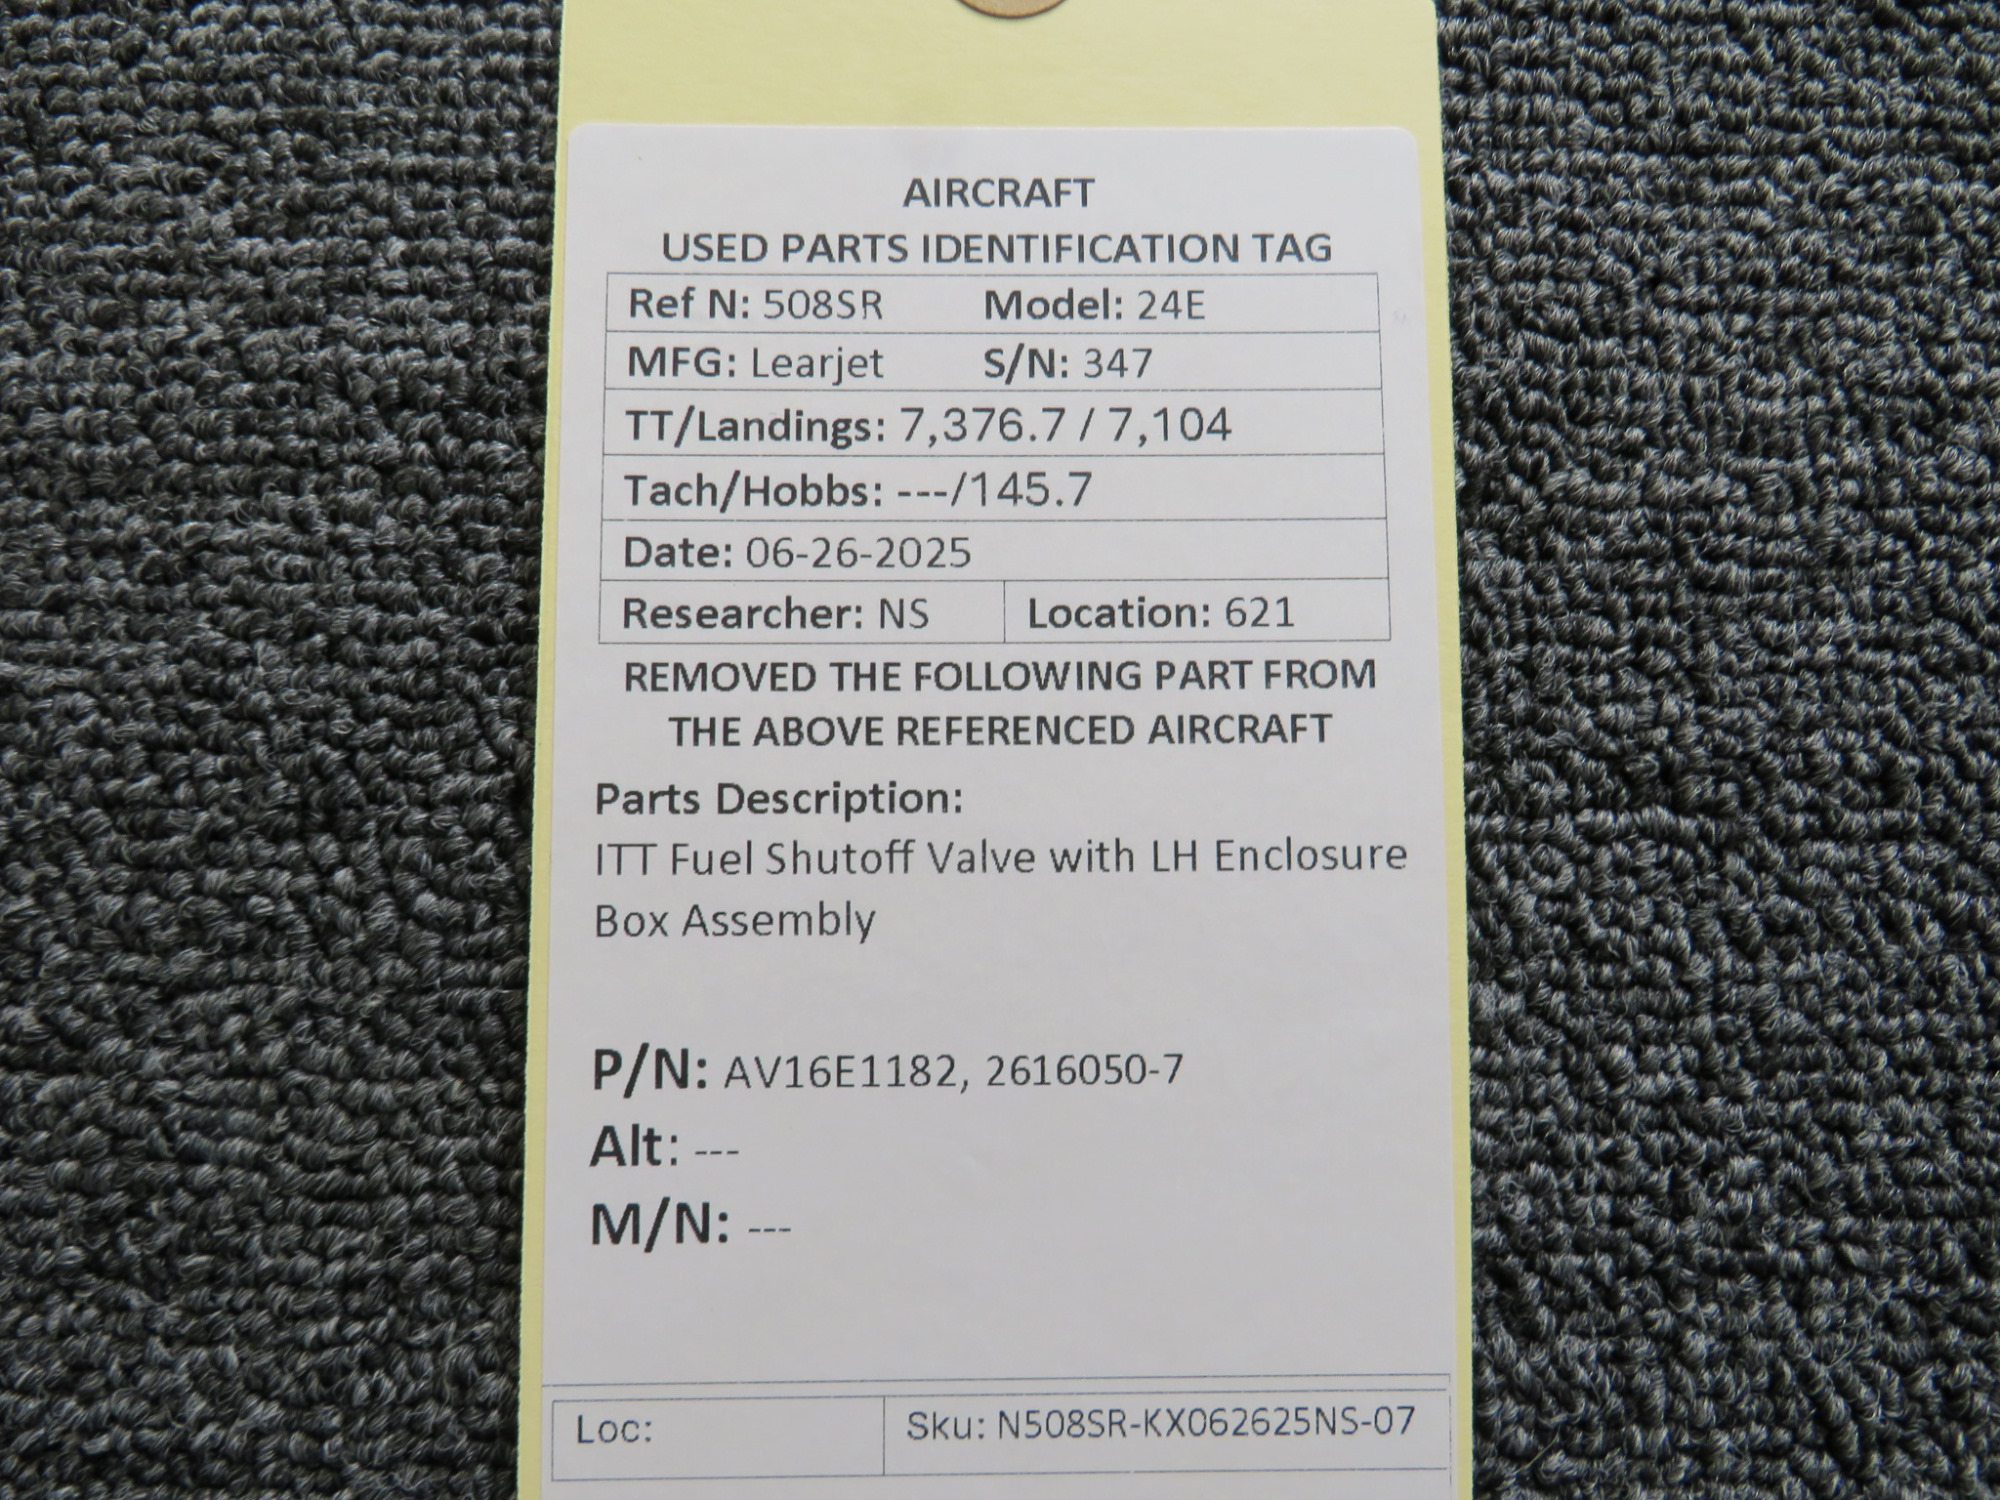 AIRCRAFT
USED PARTS IDENTIFICATION TAG
Ref N: 508SR Model: 24E
MFG: Learjet S/N: 347
TT/Landings: 7,376.7 / 7,104
Tach/Hobbs: ---/145.7
Date: 06-26-2025
Researcher: NS Location: 621
REMOVED THE FOLLOWING PART FROM
THE ABOVE REFERENCED AIRCRAFT
Parts Description:
ITT Fuel Shutoff Valve with LH Enclosure
Box Assembly
P/N: AV16E1182, 2616050-7
Alt: ---
M/N: ---
Loc: Sku: N508SR-KX062625NS-07